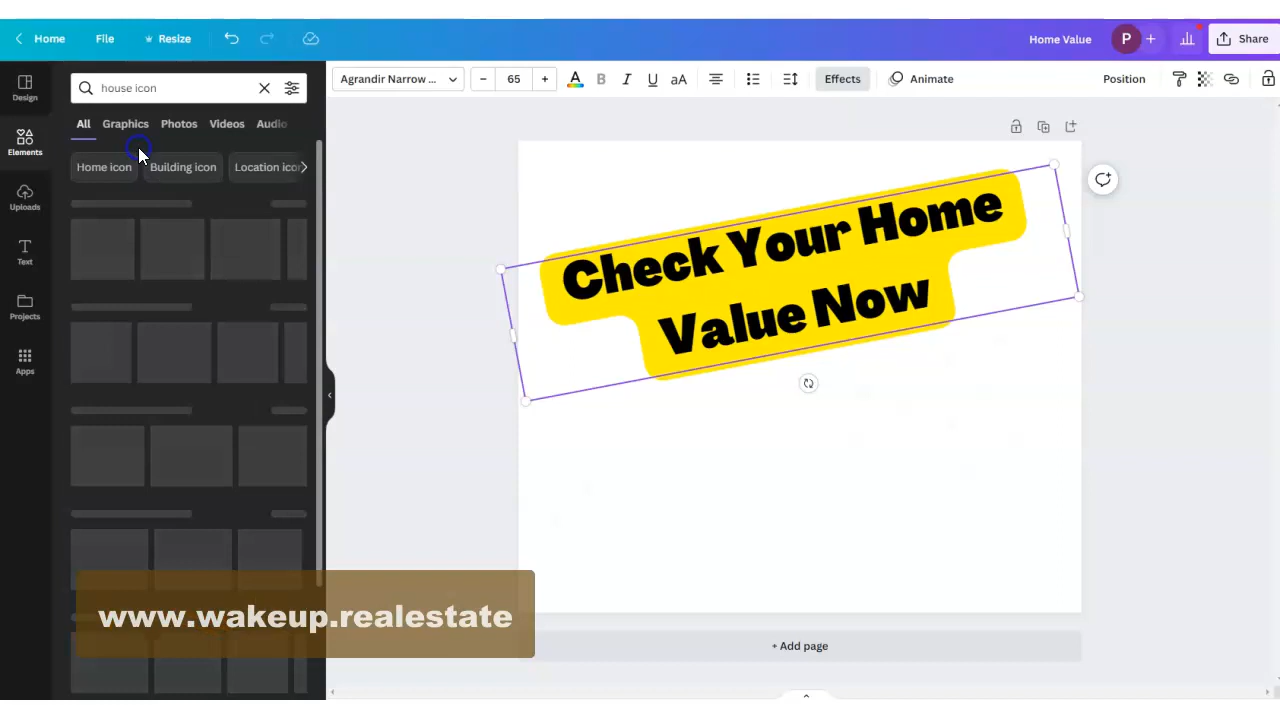 Home
File
Resize
Home Value
P
+
Share
Design
Elements
Uploads
Text
Projects
Apps
house icon
All
Graphics
Photos
Videos
Audio
Home icon
Building icon
Location icon
Agrandir Narrow ...
−
65
+
A
B
I
U
aA
Effects
Animate
Position
Check Your Home
Value Now
+ Add page
www.wakeup.realestate